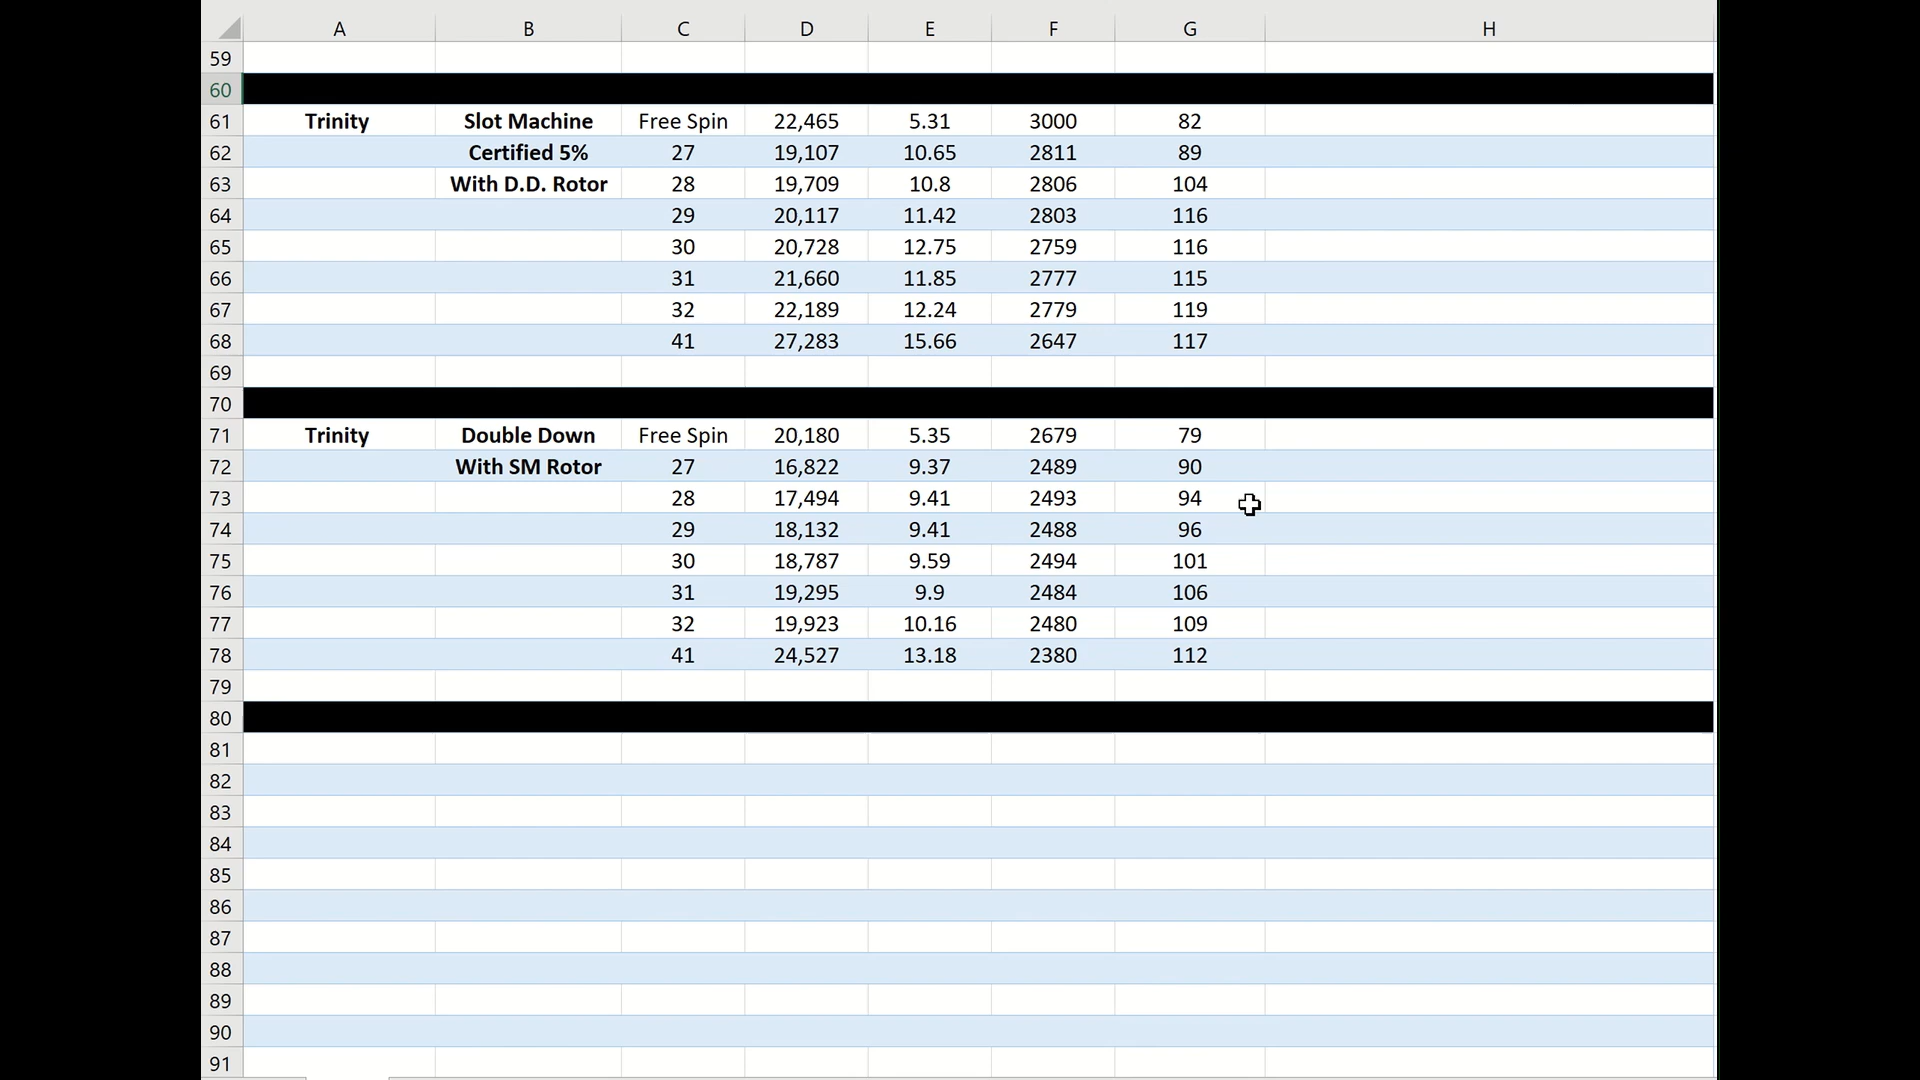 A B C D E F G H
59
60
61 Trinity Slot Machine Free Spin 22,465 5.31 3000 82
62 Certified 5% 27 19,107 10.65 2811 89
63 With D.D. Rotor 28 19,709 10.8 2806 104
64 29 20,117 11.42 2803 116
65 30 20,728 12.75 2759 116
66 31 21,660 11.85 2777 115
67 32 22,189 12.24 2779 119
68 41 27,283 15.66 2647 117
69
70
71 Trinity Double Down Free Spin 20,180 5.35 2679 79
72 With SM Rotor 27 16,822 9.37 2489 90
73 28 17,494 9.41 2493 94
74 29 18,132 9.41 2488 96
75 30 18,787 9.59 2494 101
76 31 19,295 9.9 2484 106
77 32 19,923 10.16 2480 109
78 41 24,527 13.18 2380 112
79
80
81
82
83
84
85
86
87
88
89
90
91